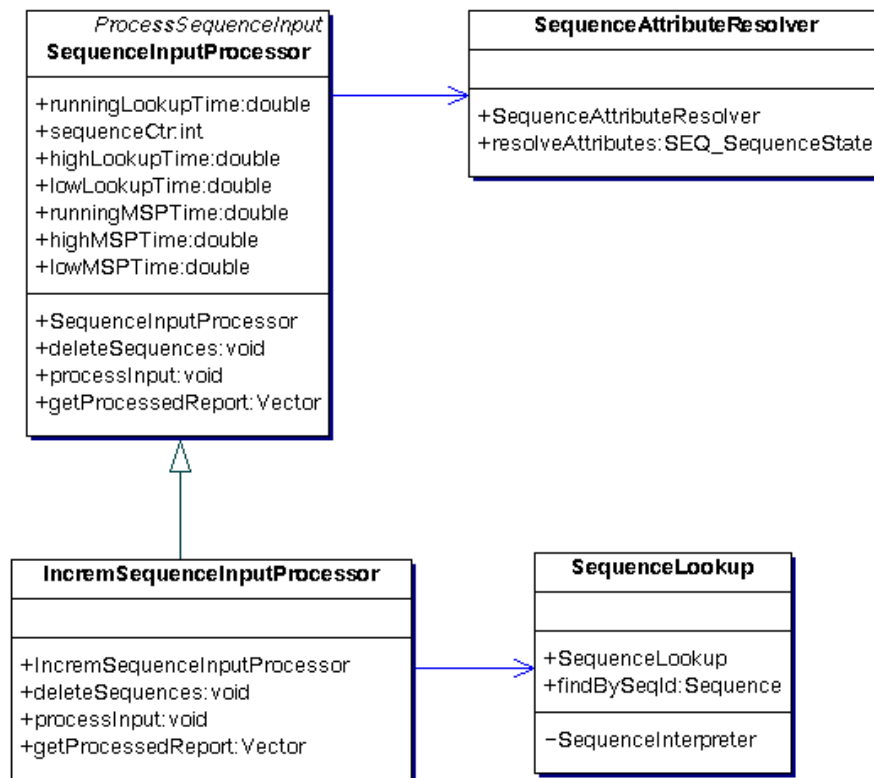 ProcessSequenceInput
SequenceInputProcessor
+runningLookupTime:double
+sequenceCtr:int
+highLookupTime:double
+lowLookupTime:double
+runningMSPTime:double
+highMSPTime:double
+lowMSPTime:double
+SequenceInputProcessor
+deleteSequences:void
+processInput:void
+getProcessedReport:Vector
SequenceAttributeResolver
+SequenceAttributeResolver
+resolveAttributes:SEQ_SequenceState
IncremSequenceInputProcessor
+IncremSequenceInputProcessor
+deleteSequences:void
+processInput:void
+getProcessedReport:Vector
SequenceLookup
+SequenceLookup
+findBySeqId:Sequence
−SequenceInterpreter